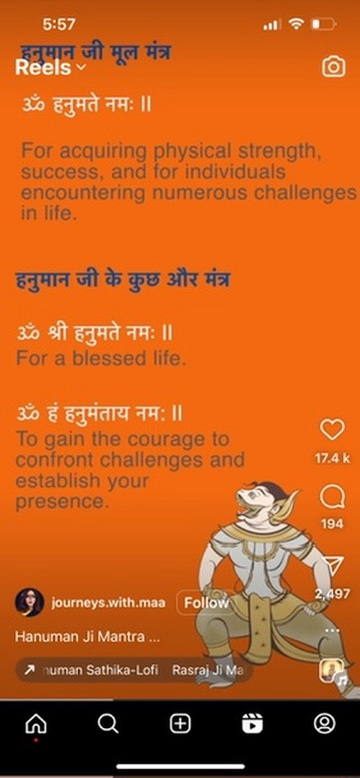 5:57
हनुमान जी मूल मंत्र
Reels
ॐ हनुमते नमः ॥
For acquiring physical strength,
success, and for individuals
encountering numerous challenges
in life.
हनुमान जी के कुछ और मंत्र
ॐ श्री हनुमते नमः ॥
For a blessed life.
ॐ हं हनुमंताय नम: ॥
To gain the courage to
confront challenges and
establish your
presence.
17.4 k
194
2,497
journeys.with.maa Follow
Hanuman Ji Mantra ...
numan Sathika-Lofi Rasraj Ji Ma